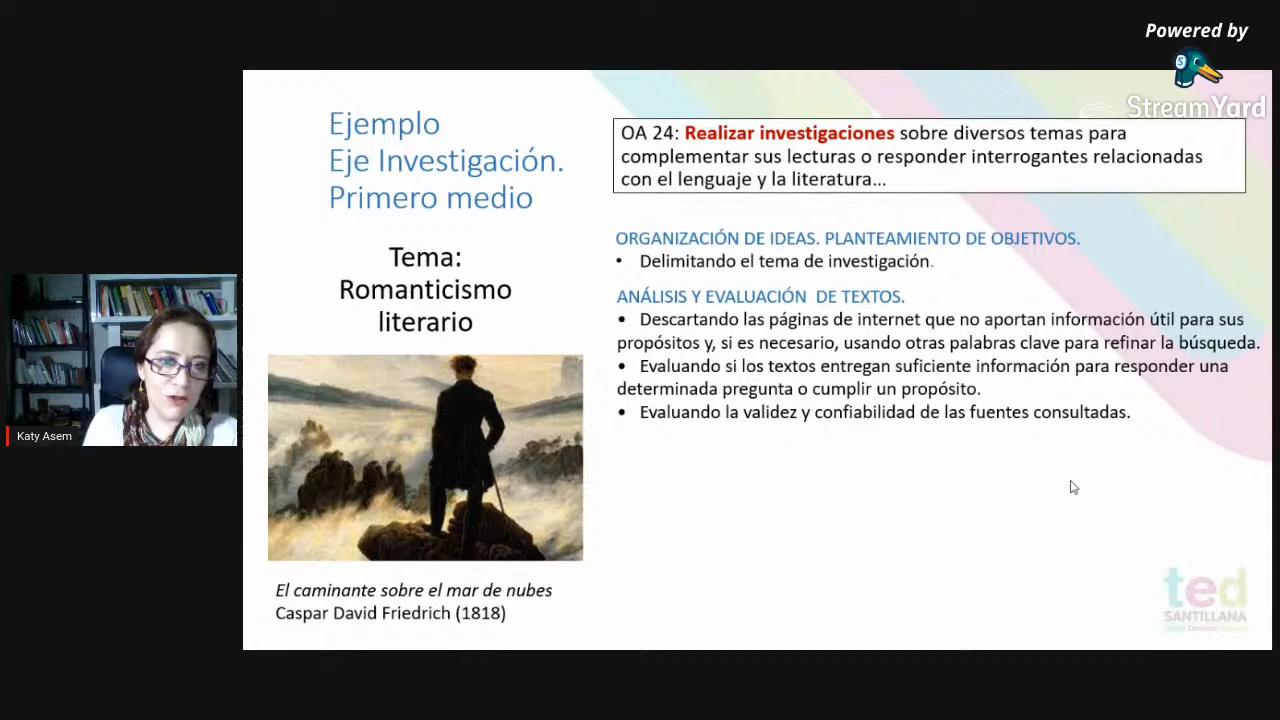 Powered by
StreamYard
Ejemplo
Eje Investigación.
Primero medio
Tema:
Romanticismo
literario
El caminante sobre el mar de nubes
Caspar David Friedrich (1818)
OA 24: Realizar investigaciones sobre diversos temas para
complementar sus lecturas o responder interrogantes relacionadas
con el lenguaje y la literatura...
ORGANIZACIÓN DE IDEAS. PLANTEAMIENTO DE OBJETIVOS.
• Delimitando el tema de investigación.
ANÁLISIS Y EVALUACIÓN DE TEXTOS.
• Descartando las páginas de internet que no aportan información útil para sus
propósitos y, si es necesario, usando otras palabras clave para refinar la búsqueda.
• Evaluando si los textos entregan suficiente información para responder una
determinada pregunta o cumplir un propósito.
• Evaluando la validez y confiabilidad de las fuentes consultadas.
Katy Asem
ted
SANTILLANA